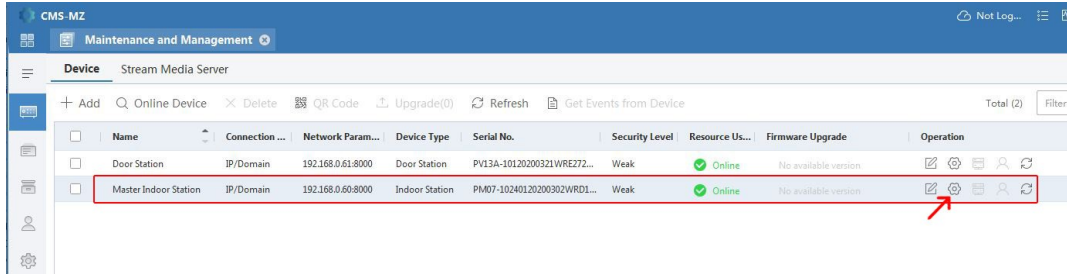 CMS-MZ Not Log...
Maintenance and Management
Device Stream Media Server
Add Online Device Delete QR Code Upgrade(0) Refresh Get Events from Device Total (2) Filter
Name Connection ... Network Param... Device Type Serial No. Security Level Resource Us... Firmware Upgrade Operation
Door Station IP/Domain 192.168.0.61:8000 Door Station PV13A-10120200321WRE272... Weak Online No available version
Master Indoor Station IP/Domain 192.168.0.60:8000 Indoor Station PM07-10240120200302WRD1... Weak Online No available version